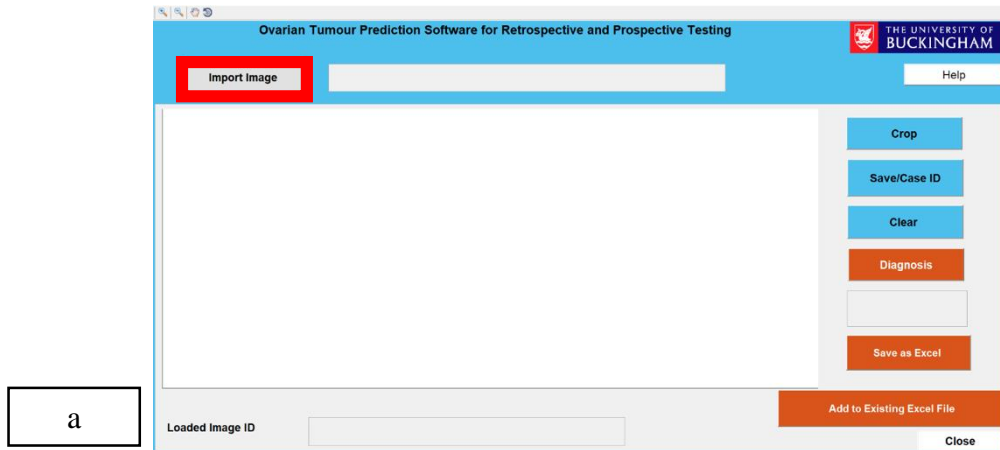 Ovarian Tumour Prediction Software for Retrospective and Prospective Testing
THE UNIVERSITY OF
BUCKINGHAM
Import Image
Help
Crop
Save/Case ID
Clear
Diagnosis
Save as Excel
Add to Existing Excel File
a
Loaded Image ID
Close